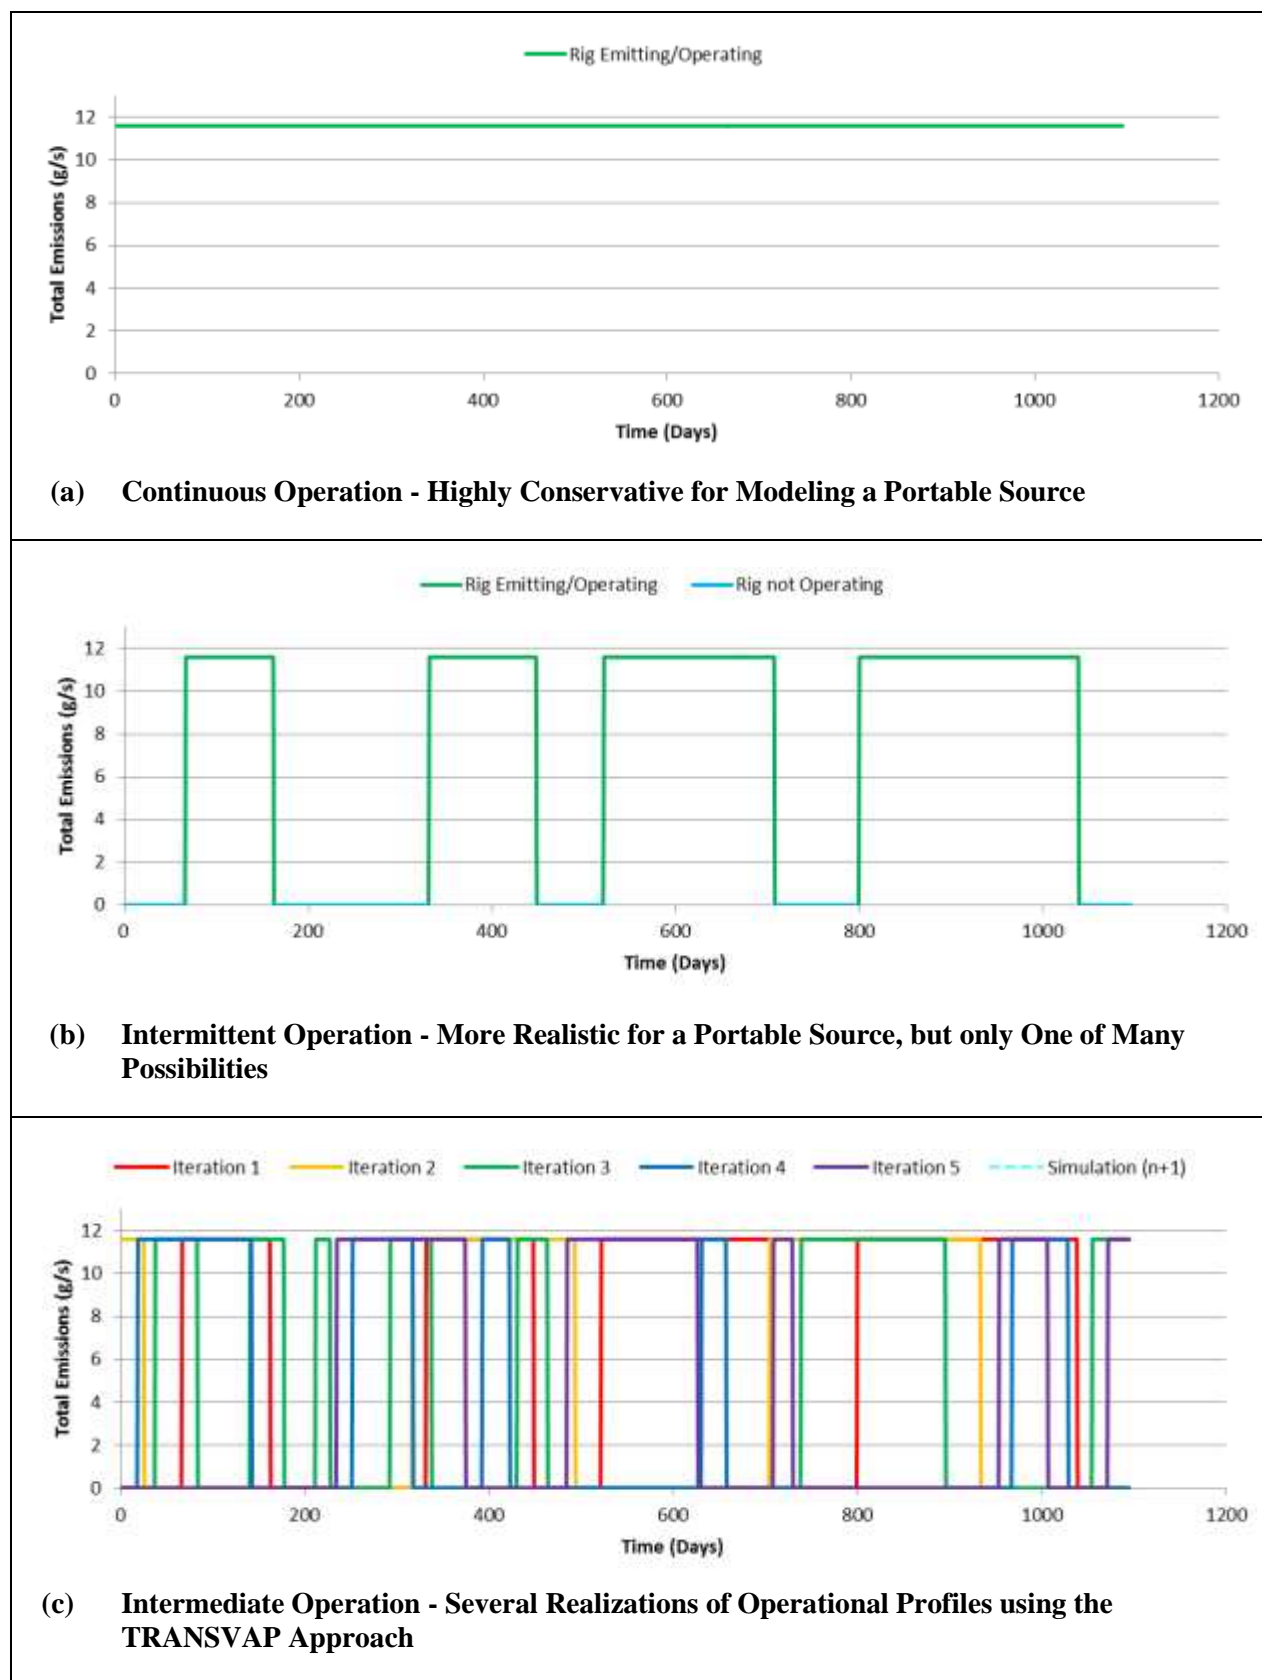 Rig Emitting/Operating
12
10
8
6
4
2
0
Total Emissions (g/s)
0 200 400 600 800 1000 1200
Time (Days)
(a) Continuous Operation - Highly Conservative for Modeling a Portable Source
Rig Emitting/Operating Rig not Operating
12
10
8
6
4
2
0
Total Emissions (g/s)
0 200 400 600 800 1000 1200
Time (Days)
(b) Intermittent Operation - More Realistic for a Portable Source, but only One of Many
Possibilities
Iteration 1 Iteration 2 Iteration 3 Iteration 4 Iteration 5 Simulation (n+1)
12
10
8
6
4
2
0
Total Emissions (g/s)
0 200 400 600 800 1000 1200
Time (Days)
(c) Intermediate Operation - Several Realizations of Operational Profiles using the
TRANSVAP Approach